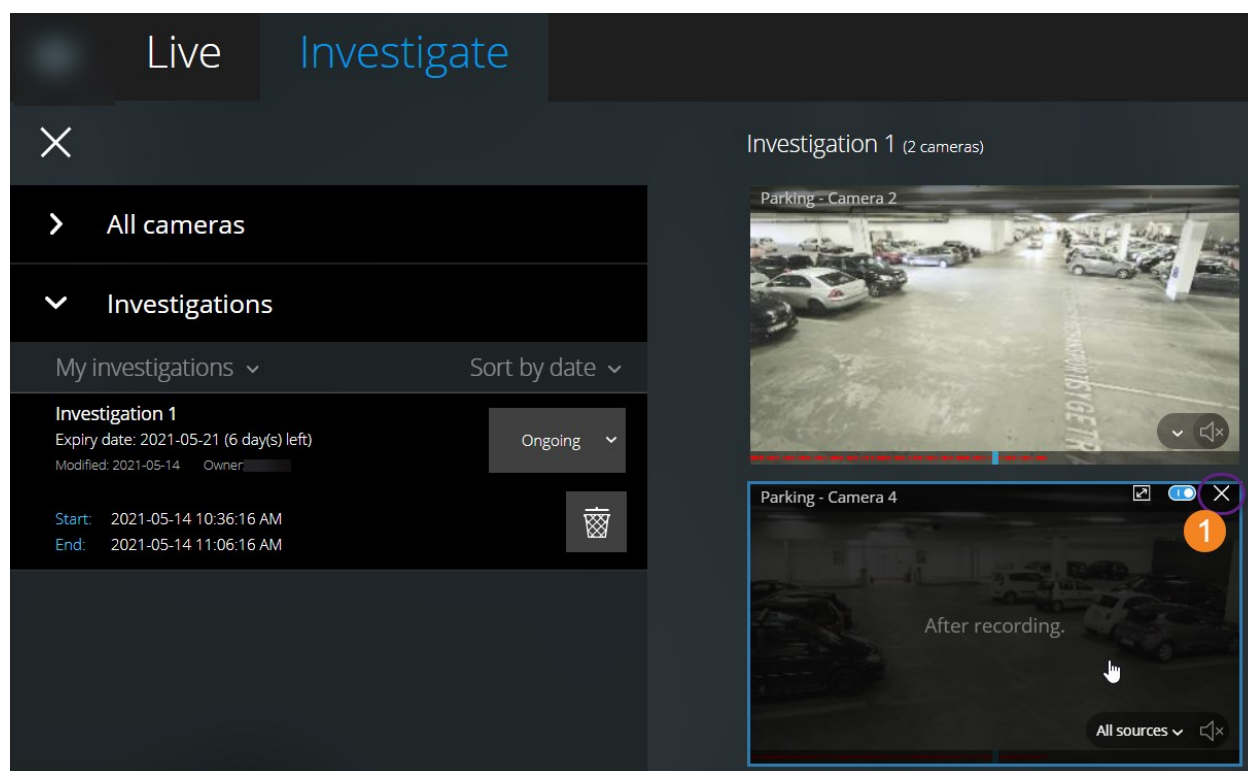 Live
Investigate
Investigation 1 (2 cameras)
All cameras
Investigations
My investigations
Sort by date
Investigation 1
Expiry date: 2021-05-21 (6 day(s) left)
Modified: 2021-05-14 Owner:
Ongoing
Start: 2021-05-14 10:36:16 AM
End: 2021-05-14 11:06:16 AM
Parking - Camera 2
Parking - Camera 4
1
After recording.
All sources